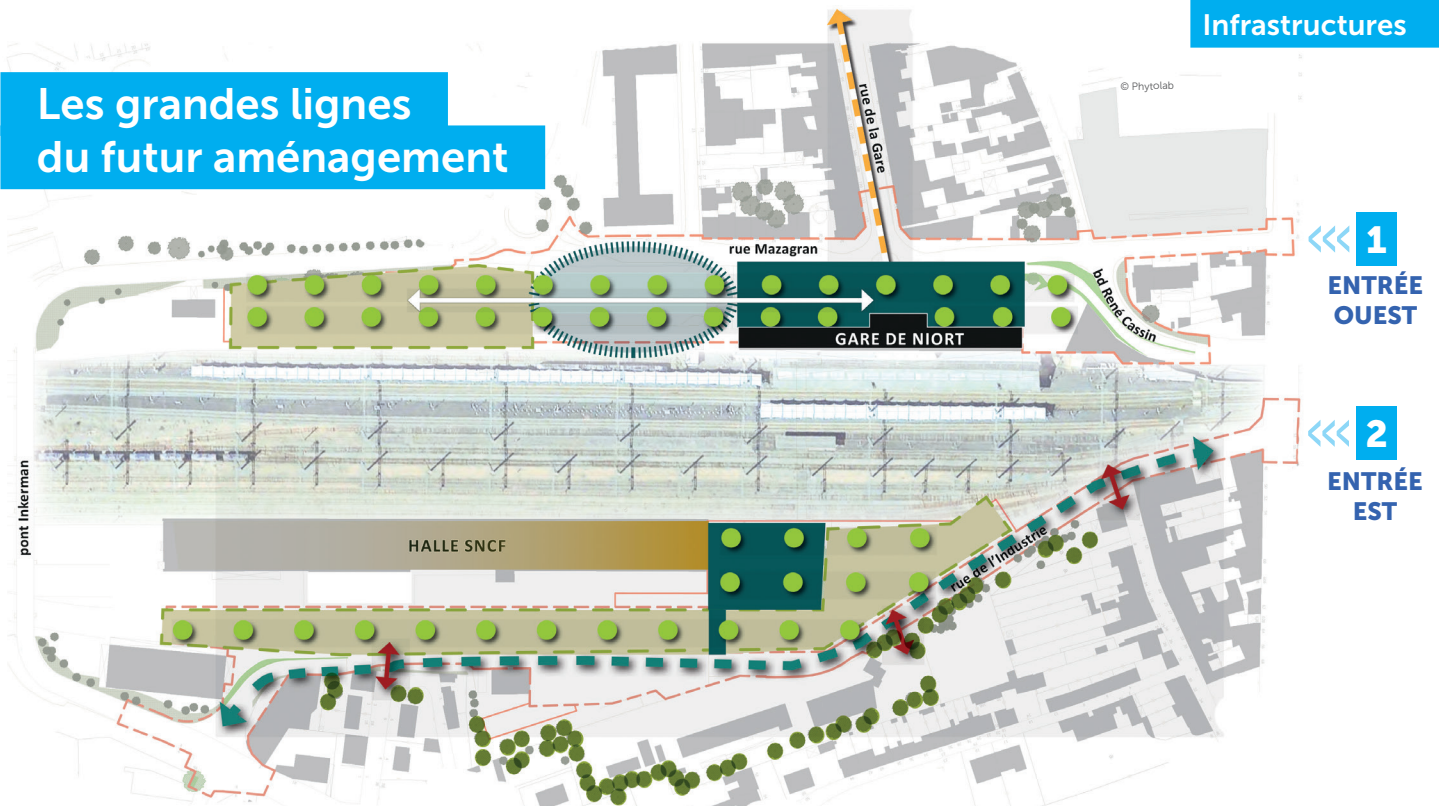 Infrastructures
Les grandes lignes
du futur aménagement
© Phytolab
rue de la Gare
rue Mazagran
<<< 1
ENTRÉE
OUEST
bd René Cassin
GARE DE NIORT
<<< 2
ENTRÉE
EST
pont Inkerman
HALLE SNCF
rue de l'Industrie